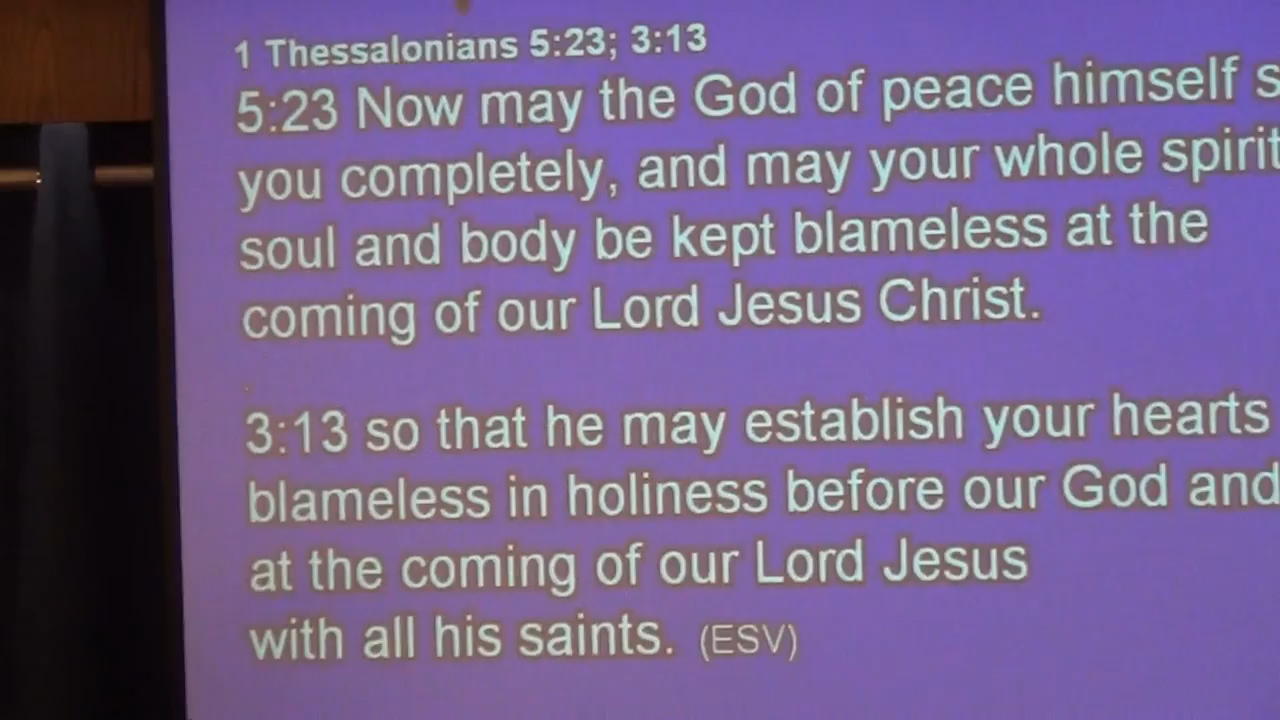 1 Thessalonians 5:23; 3:13
5:23 Now may the God of peace himself s
you completely, and may your whole spirit
soul and body be kept blameless at the
coming of our Lord Jesus Christ.
3:13 so that he may establish your hearts
blameless in holiness before our God and
at the coming of our Lord Jesus
with all his saints. (ESV)